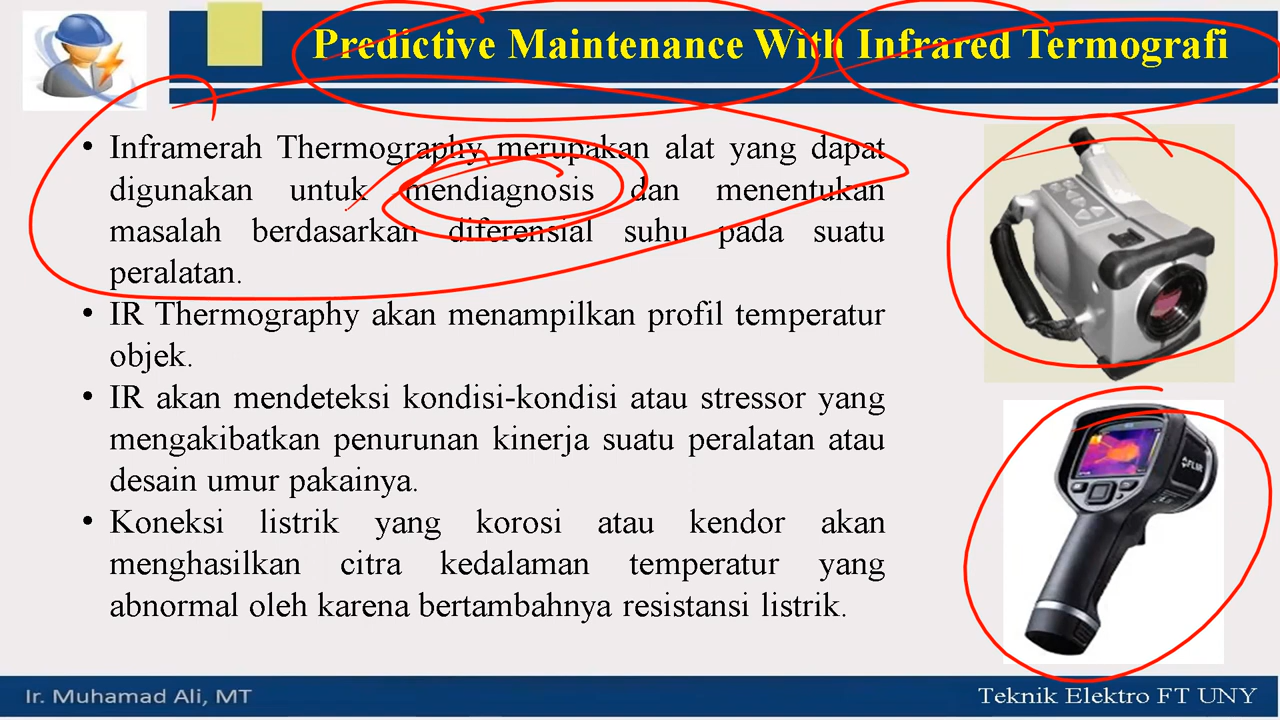 Predictive Maintenance With Infrared Termografi
• Inframerah Thermography merupakan alat yang dapat
digunakan untuk mendiagnosis dan menentukan
masalah berdasarkan diferensial suhu pada suatu
peralatan.
• IR Thermography akan menampilkan profil temperatur
objek.
• IR akan mendeteksi kondisi-kondisi atau stressor yang
mengakibatkan penurunan kinerja suatu peralatan atau
desain umur pakainya.
• Koneksi listrik yang korosi atau kendor akan
menghasilkan citra kedalaman temperatur yang
abnormal oleh karena bertambahnya resistansi listrik.
FLIR
Ir. Muhamad Ali, MT
Teknik Elektro FT UNY